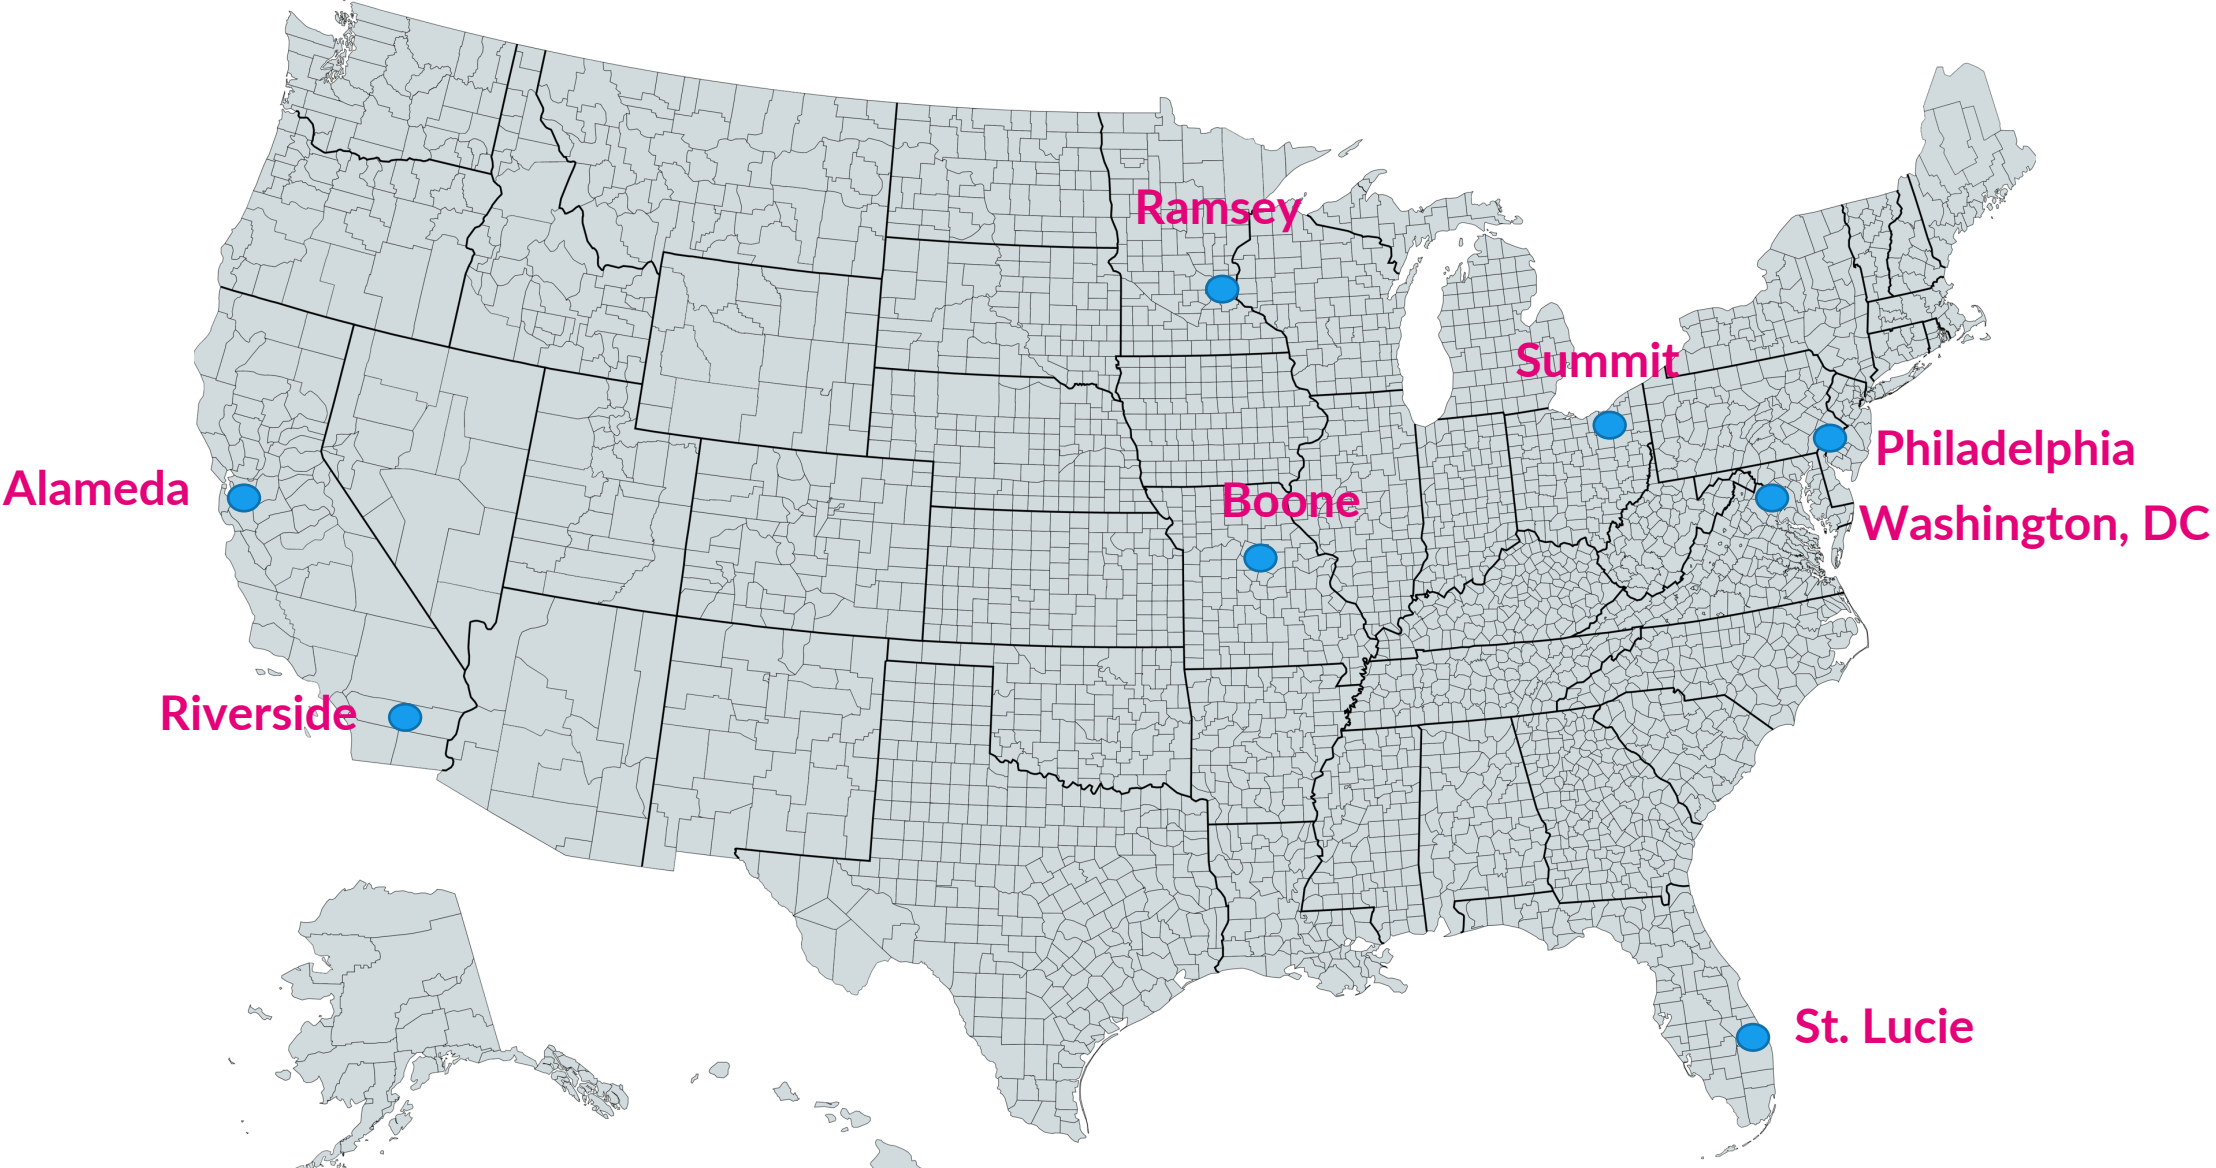 Ramsey
Summit
Philadelphia
Alameda
Boone
Washington, DC
Riverside
St. Lucie